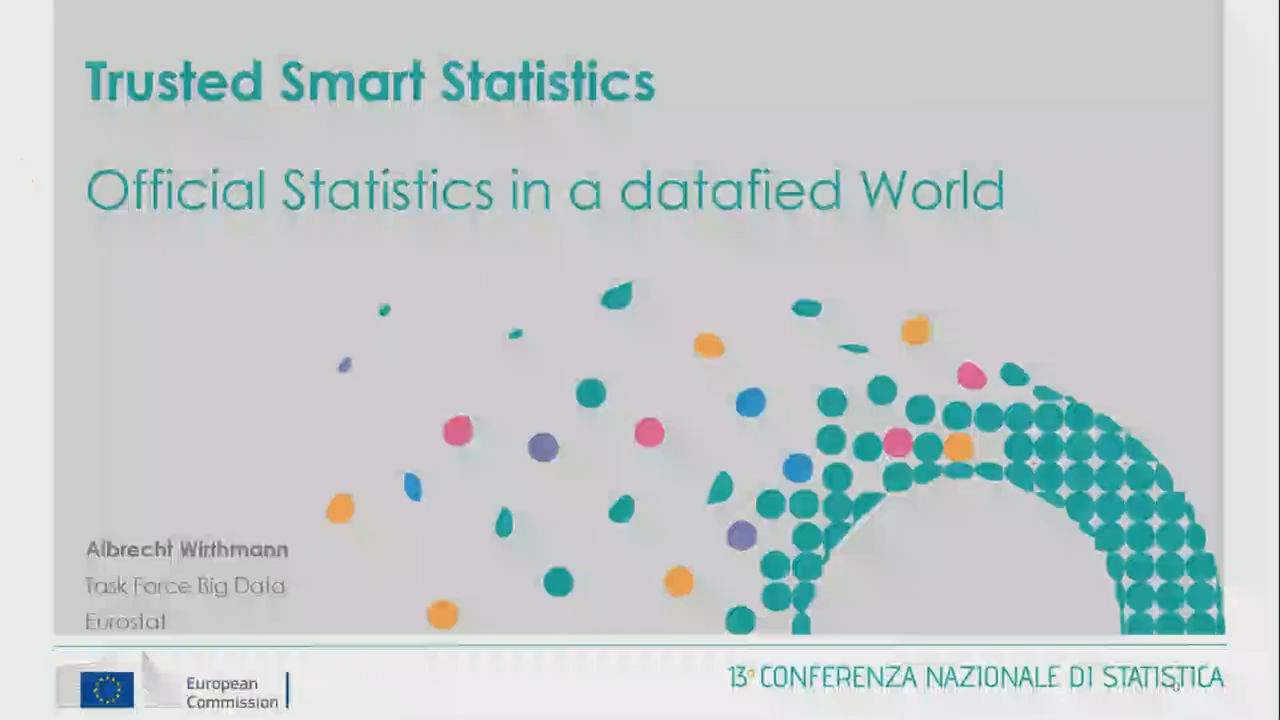 Trusted Smart Statistics
Official Statistics in a datafied World
Albrecht Wirthmann
Task Force Big Data
Eurostat
European
Commission
13° CONFERENZA NAZIONALE DI STATISTICA